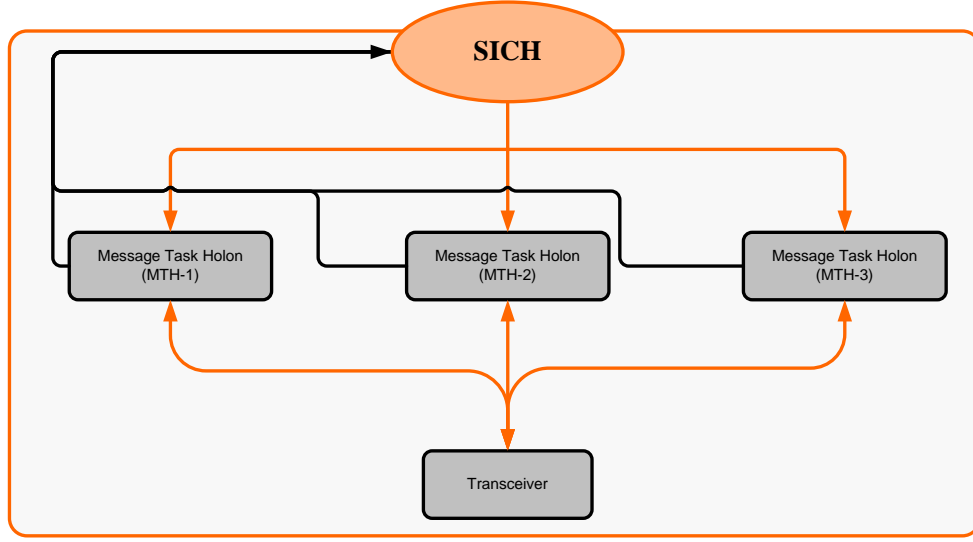 SICH
Message Task Holon
(MTH-1)
Message Task Holon
(MTH-2)
Message Task Holon
(MTH-3)
Transceiver